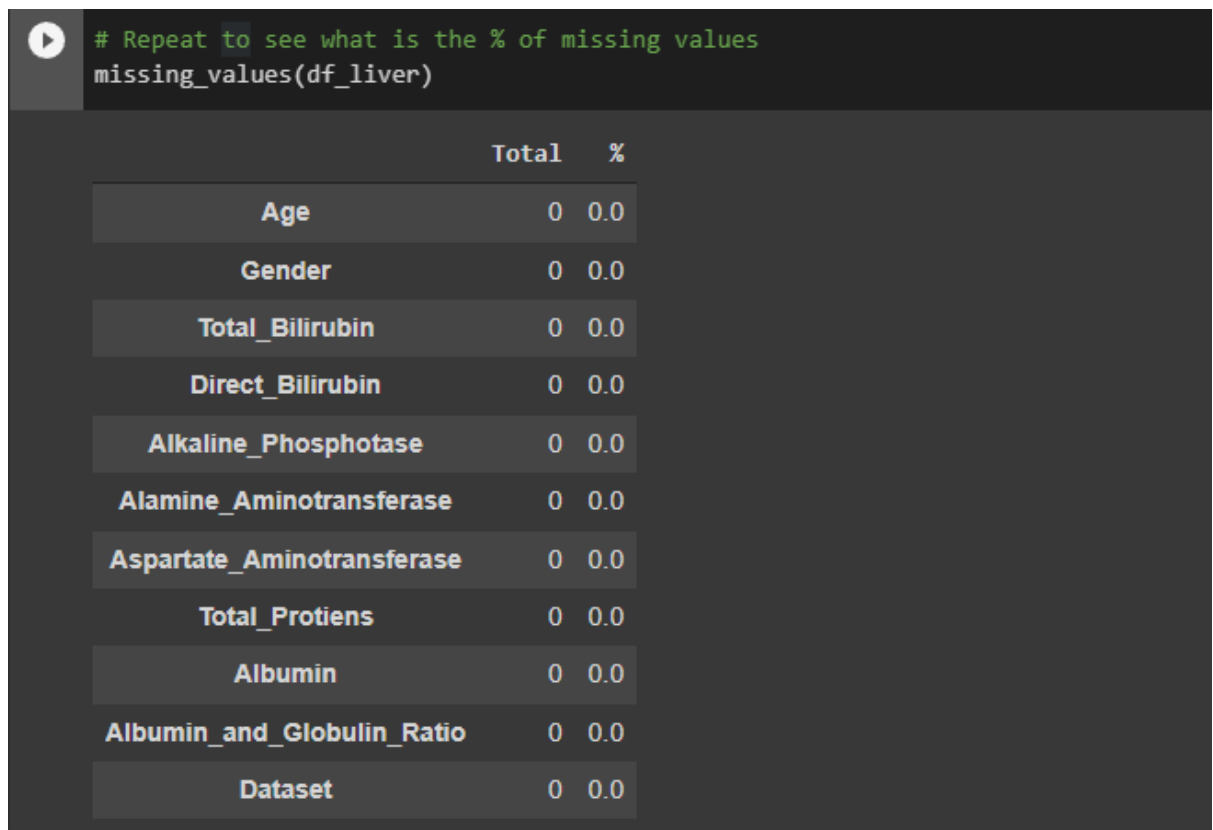 # Repeat to see what is the % of missing values
missing_values(df_liver)
Total %
Age 0 0.0
Gender 0 0.0
Total_Bilirubin 0 0.0
Direct_Bilirubin 0 0.0
Alkaline_Phosphotase 0 0.0
Alamine_Aminotransferase 0 0.0
Aspartate_Aminotransferase 0 0.0
Total_Protiens 0 0.0
Albumin 0 0.0
Albumin_and_Globulin_Ratio 0 0.0
Dataset 0 0.0